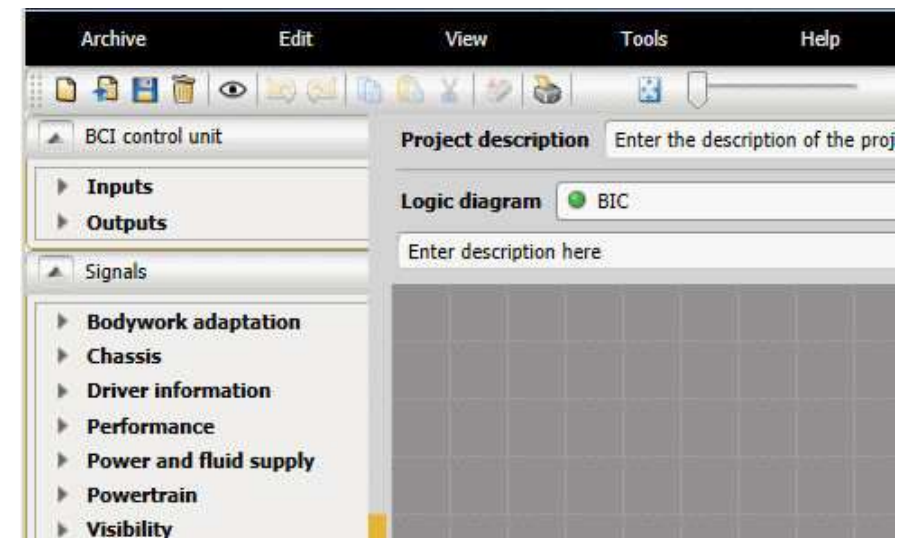 Archive Edit View Tools Help
BCI control unit
Inputs
Outputs
Signals
Bodywork adaptation
Chassis
Driver information
Performance
Power and fluid supply
Powertrain
Visibility
Project description Enter the description of the proj
Logic diagram BIC
Enter description here